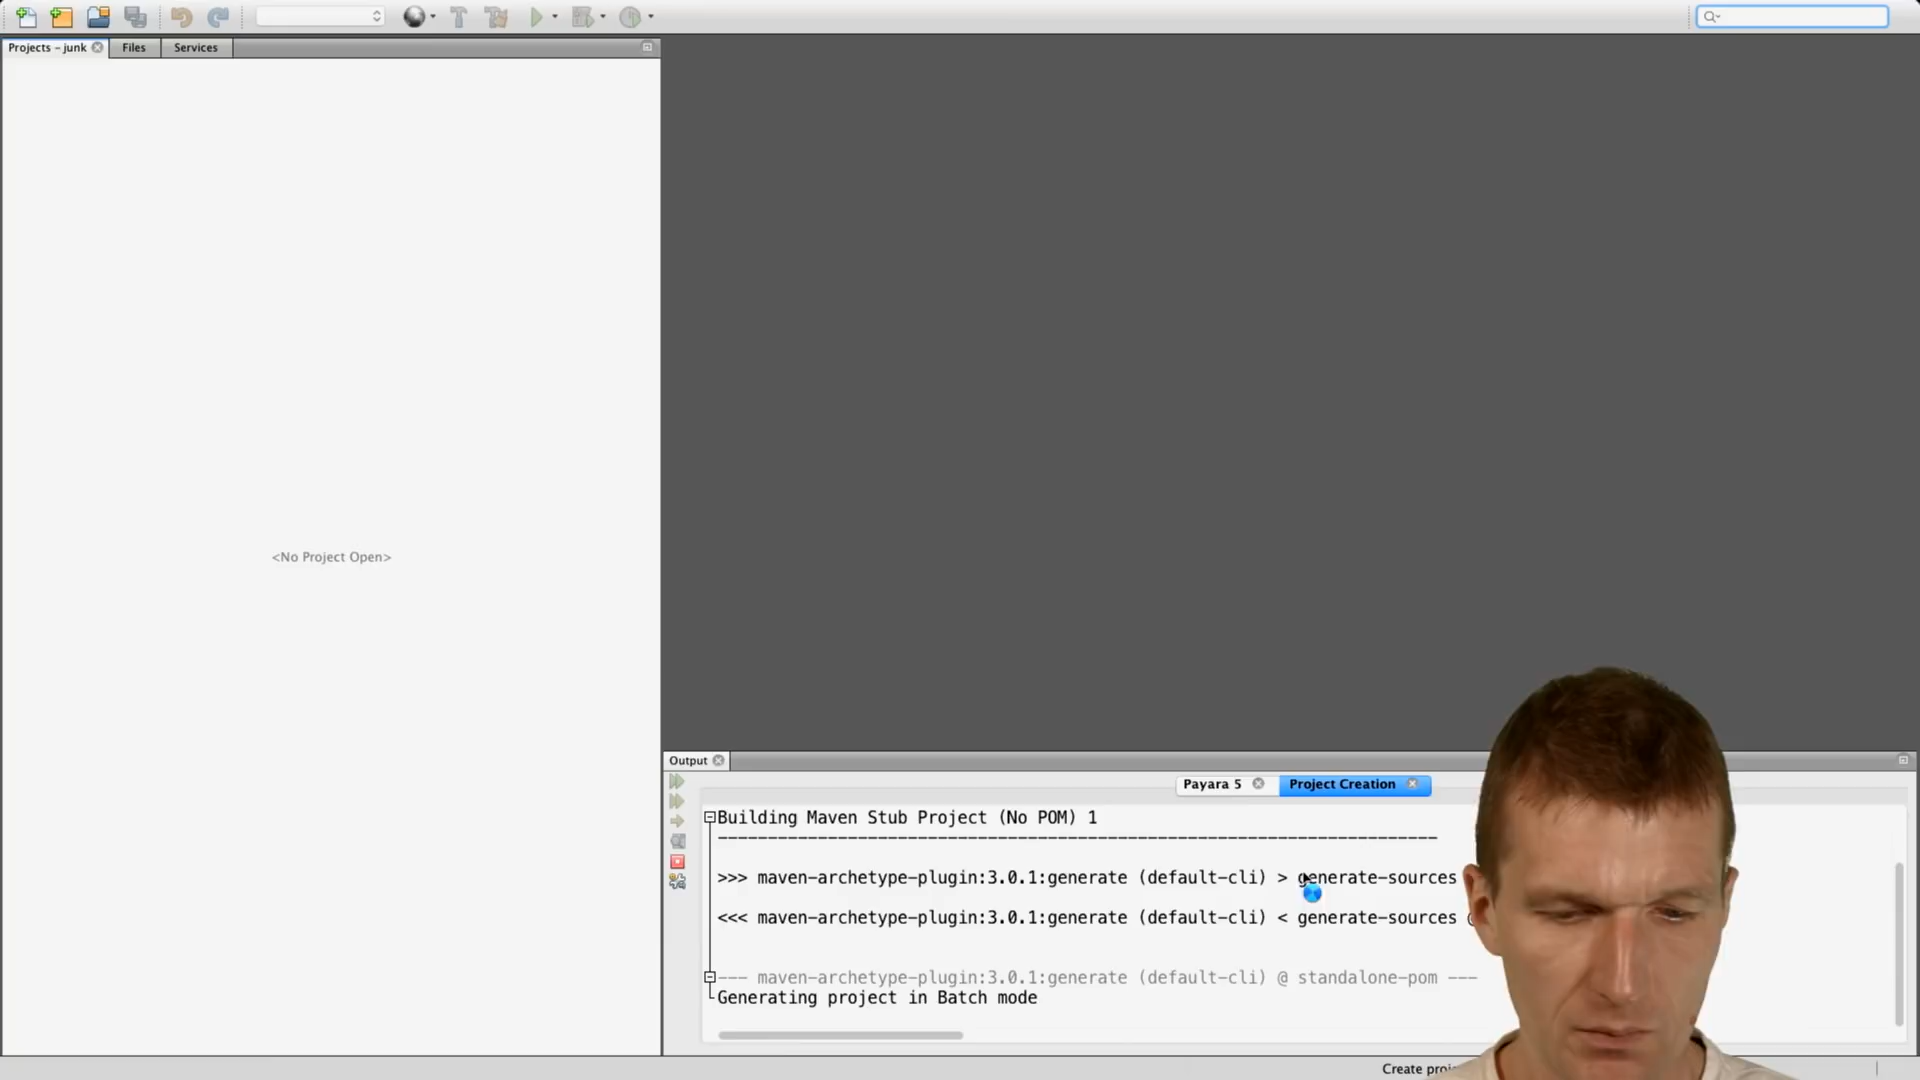 Projects – junk
Files
Services
<No Project Open>
Output
Payara 5
Project Creation
Building Maven Stub Project (No POM) 1
------------------------------------------------------------------------
>>> maven-archetype-plugin:3.0.1:generate (default-cli) > generate-sources
<<< maven-archetype-plugin:3.0.1:generate (default-cli) < generate-sources
--- maven-archetype-plugin:3.0.1:generate (default-cli) @ standalone-pom ---
Generating project in Batch mode
Create